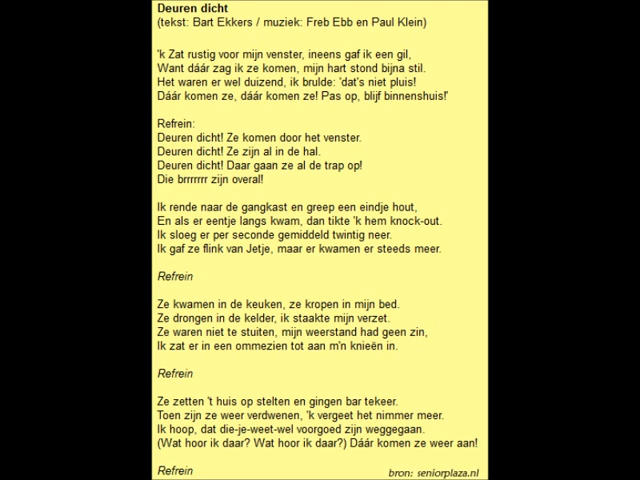 Deuren dicht
(tekst: Bart Ekkers / muziek: Freb Ebb en Paul Klein)
'k Zat rustig voor mijn venster, ineens gaf ik een gil,
Want dáár zag ik ze komen, mijn hart stond bijna stil.
Het waren er wel duizend, ik brulde: 'dat's niet pluis!
Dáár komen ze, dáár komen ze! Pas op, blijf binnenshuis!'
Refrein:
Deuren dicht! Ze komen door het venster.
Deuren dicht! Ze zijn al in de hal.
Deuren dicht! Daar gaan ze al de trap op!
Die brrrrrrr zijn overal!
Ik rende naar de gangkast en greep een eindje hout,
En als er eentje langs kwam, dan tikte 'k hem knock-out.
Ik sloeg er per seconde gemiddeld twintig neer.
Ik gaf ze flink van Jetje, maar er kwamen er steeds meer.
Refrein
Ze kwamen in de keuken, ze kropen in mijn bed.
Ze drongen in de kelder, ik staakte mijn verzet.
Ze waren niet te stuiten, mijn weerstand had geen zin,
Ik zat er in een ommezien tot aan m'n knieën in.
Refrein
Ze zetten 't huis op stelten en gingen bar tekeer.
Toen zijn ze weer verdwenen, 'k vergeet het nimmer meer.
Ik hoop, dat die-je-weet-wel voorgoed zijn weggegaan.
(Wat hoor ik daar? Wat hoor ik daar?) Dáár komen ze weer aan!
Refrein
bron: seniorplaza.nl